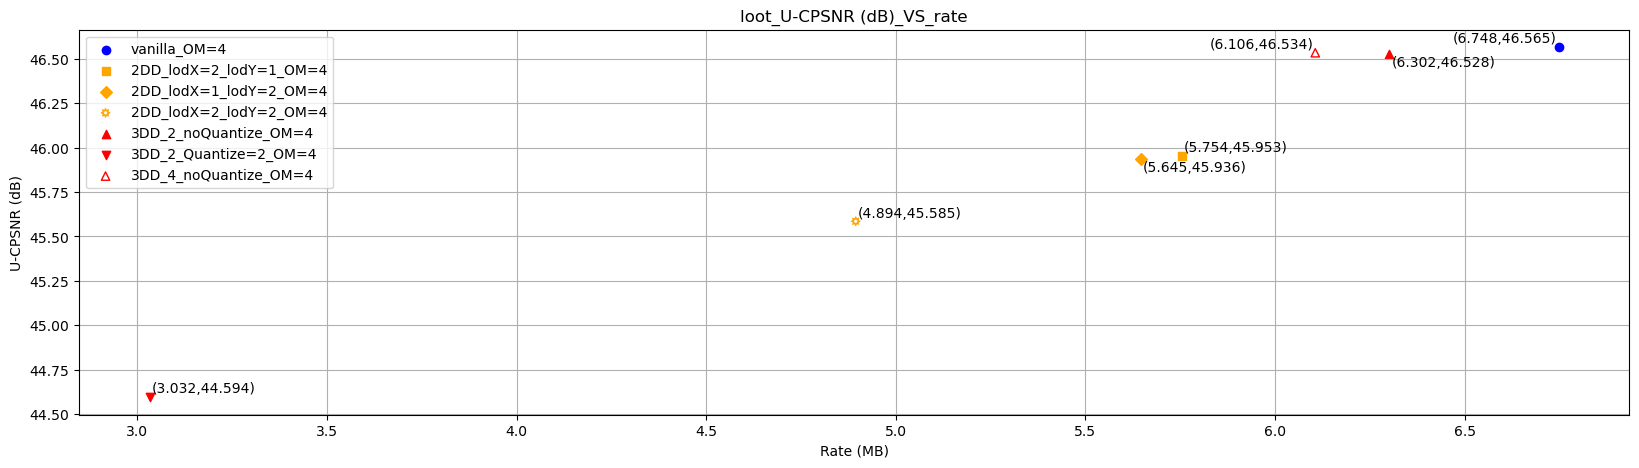 loot_U-CPSNR (dB)_VS_rate
vanilla_OM=4
2DD_lodX=2_lodY=1_OM=4
2DD_lodX=1_lodY=2_OM=4
2DD_lodX=2_lodY=2_OM=4
3DD_2_noQuantize_OM=4
3DD_2_Quantize=2_OM=4
3DD_4_noQuantize_OM=4
(6.748,46.565)
(6.106,46.534)
(6.302,46.528)
(5.754,45.953)
(5.645,45.936)
(4.894,45.585)
(3.032,44.594)
U-CPSNR (dB)
46.50
46.25
46.00
45.75
45.50
45.25
45.00
44.75
44.50
3.0 3.5 4.0 4.5 5.0 5.5 6.0 6.5
Rate (MB)